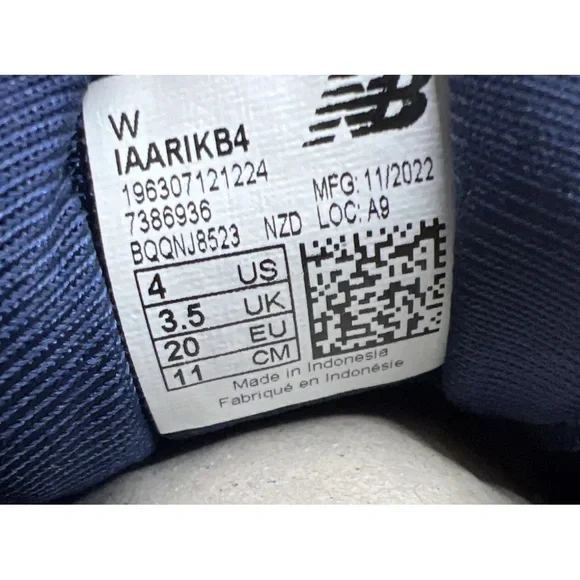 W
IAARIKB4
196307121224
7386936
BQQNJ8523 NZD
NB
MFG: 11/2022
LOC: A9
4 US
3.5 UK
20 EU
11 CM
Made in Indonesia
Fabriqué en Indonésie